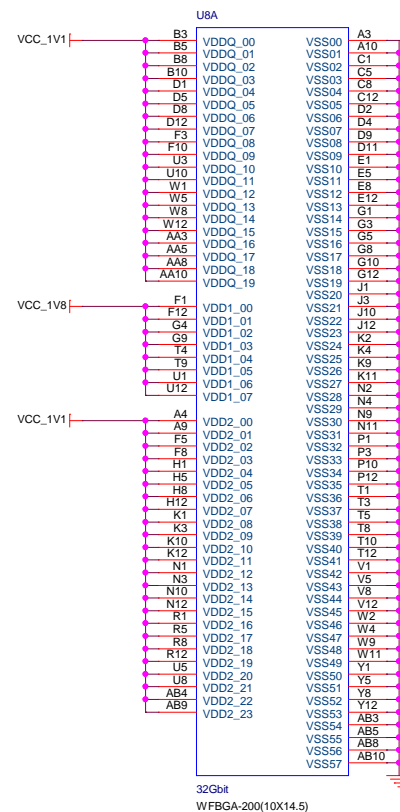 U8A
VCC_1V1 B3 VDDQ_00 VSS00 A3
B5 VDDQ_01 VSS01 A10
B8 VDDQ_02 VSS02 C1
B10 VDDQ_03 VSS03 C5
D1 VDDQ_04 VSS04 C8
D5 VDDQ_05 VSS05 C12
D8 VDDQ_06 VSS06 D2
D12 VDDQ_07 VSS07 D4
F3 VDDQ_08 VSS08 D9
F10 VDDQ_09 VSS09 D11
U3 VDDQ_10 VSS10 E1
U10 VDDQ_11 VSS11 E5
W1 VDDQ_12 VSS12 E8
W5 VDDQ_13 VSS13 E12
W8 VDDQ_14 VSS14 G1
W12 VDDQ_15 VSS15 G3
AA3 VDDQ_16 VSS16 G5
AA5 VDDQ_17 VSS17 G8
AA8 VDDQ_18 VSS18 G10
AA10 VDDQ_19 VSS19 G12
VSS20 J1
VCC_1V8 F1 VDD1_00 VSS21 J3
F12 VDD1_01 VSS22 J10
G4 VDD1_02 VSS23 J12
G9 VDD1_03 VSS24 K2
T4 VDD1_04 VSS25 K4
T9 VDD1_05 VSS26 K9
U1 VDD1_06 VSS27 K11
U12 VDD1_07 VSS28 N2
VSS29 N4
VCC_1V1 A4 VDD2_00 VSS30 N9
A9 VDD2_01 VSS31 N11
F5 VDD2_02 VSS32 P1
F8 VDD2_03 VSS33 P3
H1 VDD2_04 VSS34 P10
H5 VDD2_05 VSS35 P12
H8 VDD2_06 VSS36 T1
H12 VDD2_07 VSS37 T3
K1 VDD2_08 VSS38 T5
K3 VDD2_09 VSS39 T8
K10 VDD2_10 VSS40 T10
K12 VDD2_11 VSS41 T12
N1 VDD2_12 VSS42 V1
N3 VDD2_13 VSS43 V5
N10 VDD2_14 VSS44 V8
N12 VDD2_15 VSS45 V12
R1 VDD2_16 VSS46 W2
R5 VDD2_17 VSS47 W4
R8 VDD2_18 VSS48 W9
R12 VDD2_19 VSS49 W11
U5 VDD2_20 VSS50 Y1
U8 VDD2_21 VSS51 Y5
AB4 VDD2_22 VSS52 Y8
AB9 VDD2_23 VSS53 Y12
VSS54 AB3
VSS55 AB5
VSS56 AB8
VSS57 AB10
32Gbit
WFBGA-200(10X14.5)